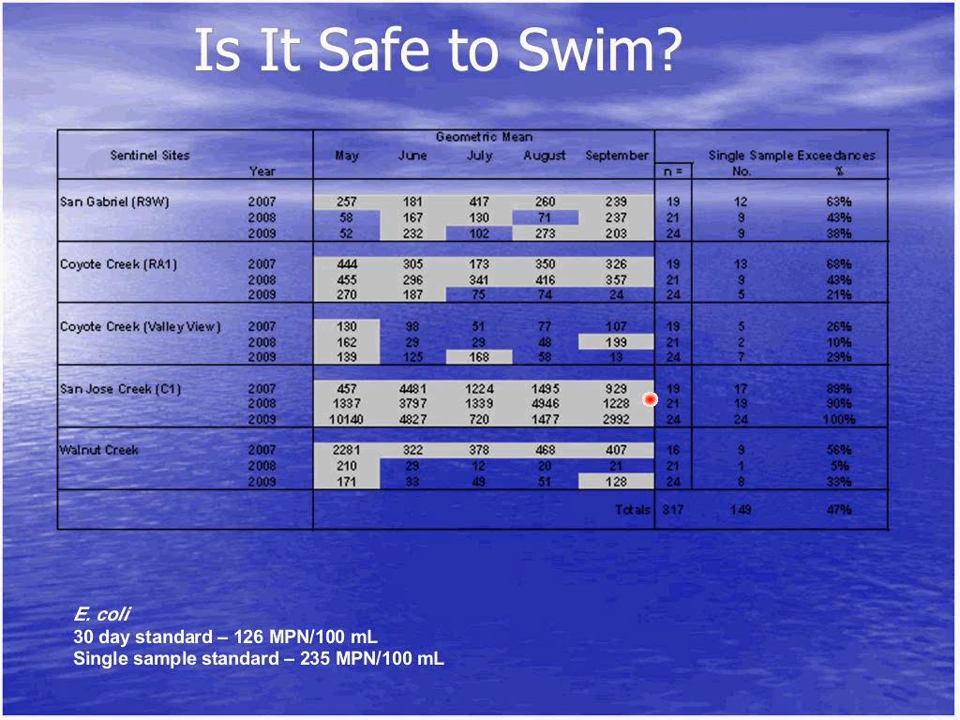 Is It Safe to Swim?
Geometric Mean
Sentinel Sites May June July August September Single Sample Exceedances
Year n = No. %
San Gabriel (R9W) 2007 257 181 417 260 239 19 12 63%
2008 58 167 130 71 237 21 9 43%
2009 52 232 102 273 203 24 9 38%
Coyote Creek (RA1) 2007 444 305 173 350 326 19 13 68%
2008 455 296 341 416 357 21 9 43%
2009 270 187 75 74 24 24 5 21%
Coyote Creek (Valley View) 2007 130 98 51 77 107 19 5 26%
2008 162 29 29 48 199 21 2 10%
2009 139 125 168 58 13 24 7 29%
San Jose Creek (C1) 2007 457 4481 1224 1495 929 19 17 89%
2008 1337 3797 1339 4946 1228 21 19 90%
2009 10140 4827 720 1477 2992 24 24 100%
Walnut Creek 2007 2281 322 378 468 407 16 9 56%
2008 210 29 12 20 21 21 1 5%
2009 171 33 49 51 128 24 8 33%
Totals 317 149 47%
E. coli
30 day standard – 126 MPN/100 mL
Single sample standard – 235 MPN/100 mL